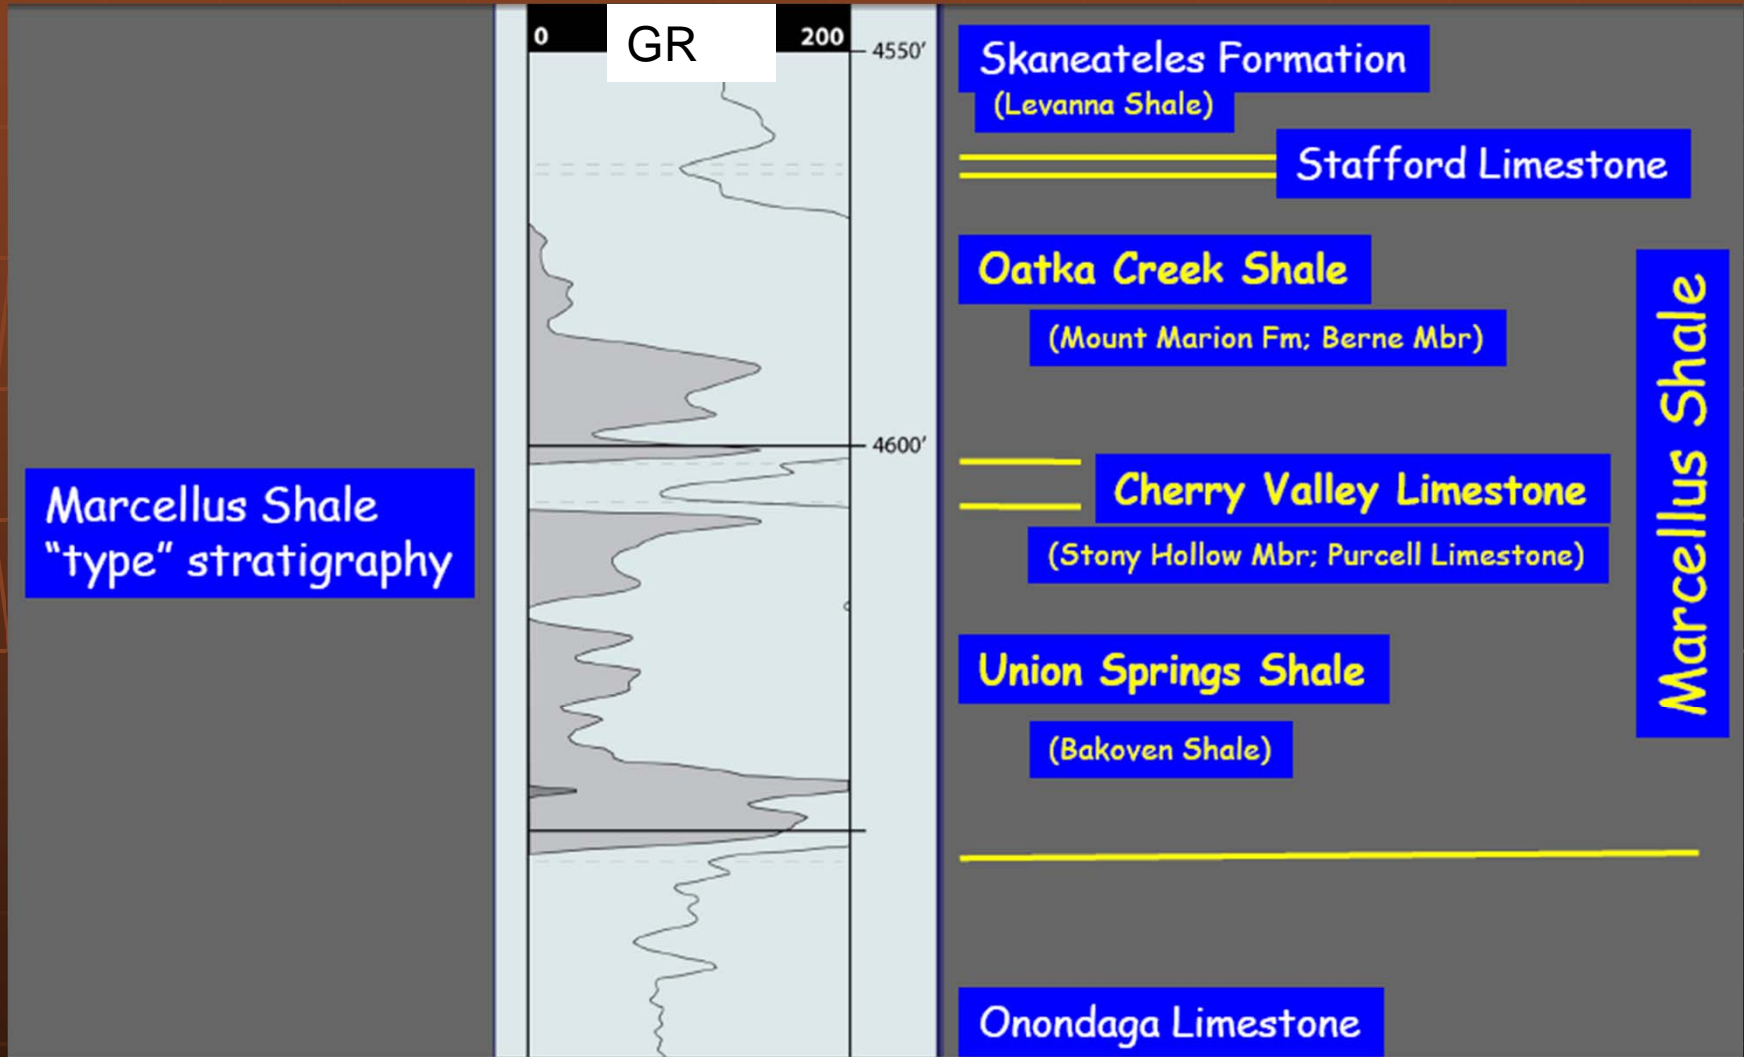 0
GR
200
4550’
Skaneateles Formation
(Levanna Shale)
Stafford Limestone
Oatka Creek Shale
(Mount Marion Fm; Berne Mbr)
Marcellus Shale
4600’
Cherry Valley Limestone
(Stony Hollow Mbr; Purcell Limestone)
Marcellus Shale
“type” stratigraphy
Union Springs Shale
(Bakoven Shale)
Onondaga Limestone